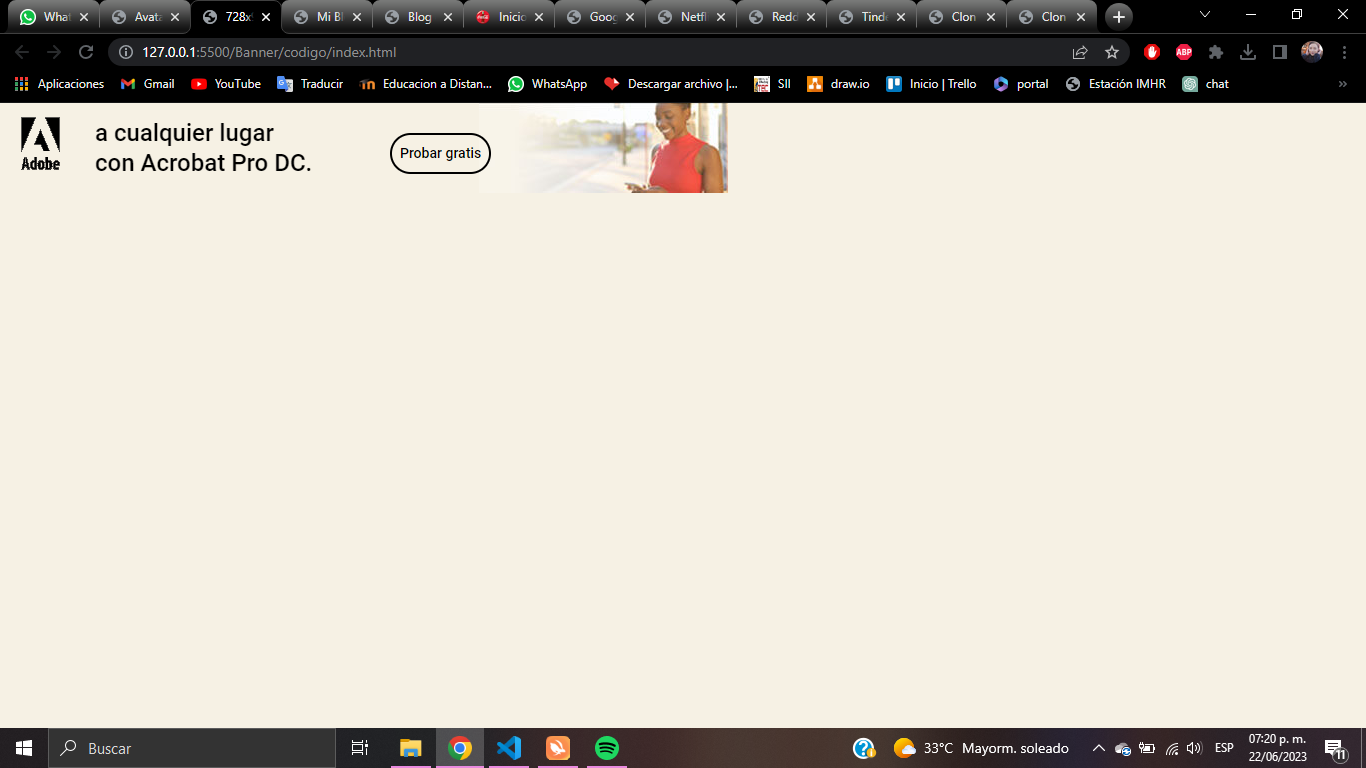 What
Avata
728x
Mi Bl
Blog
Inicio
Goog
Netfl
Redd
Tinde
Clon
Clon
127.0.0.1:5500/Banner/codigo/index.html
ABP
Aplicaciones
Gmail
YouTube
Traducir
Educacion a Distan...
WhatsApp
Descargar archivo |...
SII
draw.io
Inicio | Trello
portal
Estación IMHR
chat
»
Adobe
a cualquier lugar
con Acrobat Pro DC.
Probar gratis
Buscar
33°C Mayorm. soleado
ESP
07:20 p. m.
22/06/2023
11